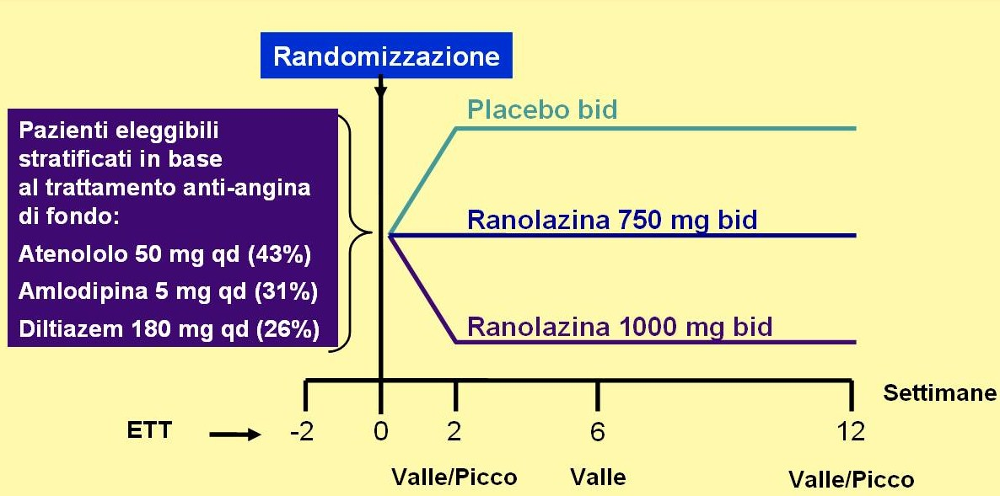 Randomizzazione
Pazienti eleggibili
stratificati in base
al trattamento anti-angina
di fondo:
Atenololo 50 mg qd (43%)
Amlodipina 5 mg qd (31%)
Diltiazem 180 mg qd (26%)
Placebo bid
Ranolazina 750 mg bid
Ranolazina 1000 mg bid
Settimane
ETT -2 0 2 6 12
Valle/Picco Valle Valle/Picco